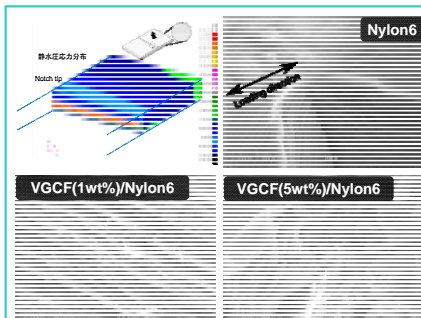 静水圧応力分布
Notch tip
Nylon6
Loading direction
VGCF(1wt%)/Nylon6
VGCF(5wt%)/Nylon6